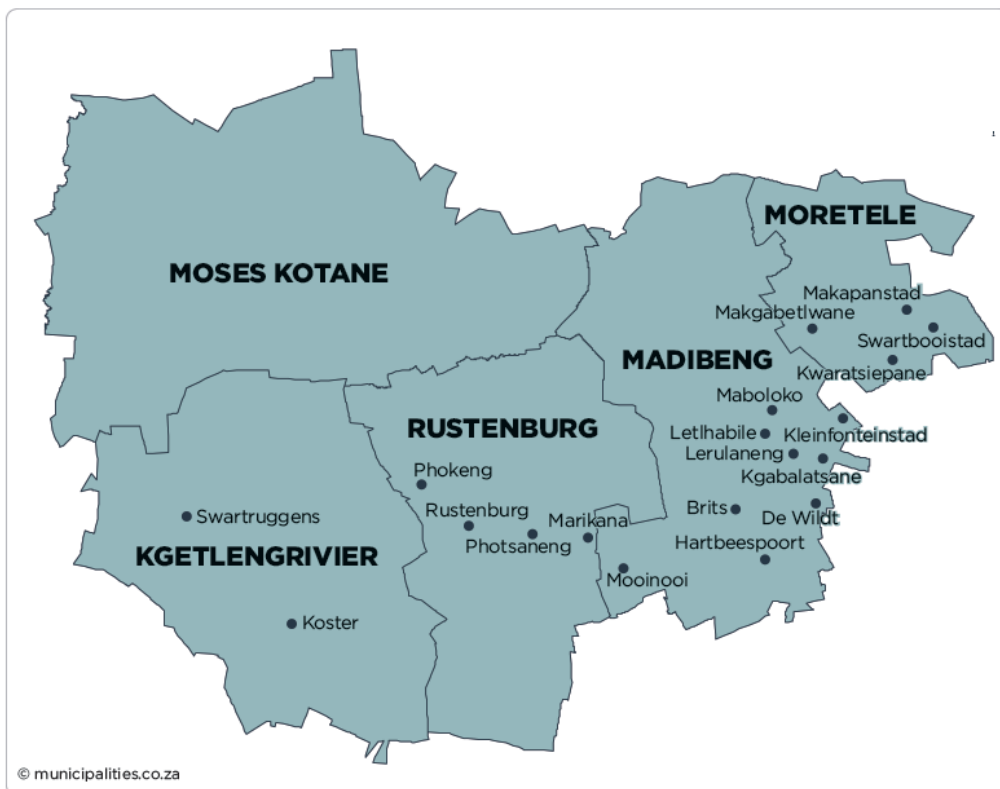 MORETELE
MOSES KOTANE
Makapanstad
Makgabetlwane
Swartbooistad
MADIBENG
Kwaratsiepane
Maboloko
RUSTENBURG
Letlhabile
Kleinfonteinstad
Lerulaneng
Phokeng
Kgabalatsane
Rustenburg
Marikana
Brits
De Wildt
Swartruggens
Photsaneng
Hartbeespoort
KGETLENGRIVIER
Mooinooi
Koster
© municipalities.co.za